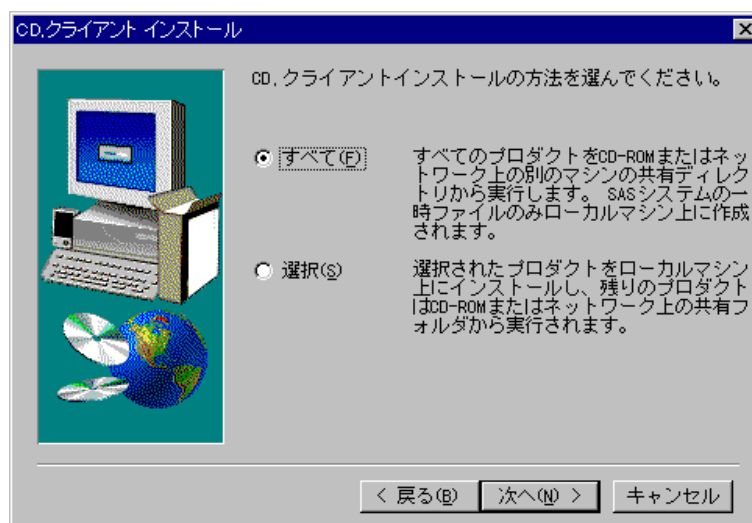 CD.クライアント インストール
CD.クライアントインストールの方法を選んでください。
すべて(F)
すべてのプロダクトをCD-ROMまたはネッ
トワーク上の別のマシンの共有ディレク
トリから実行します。 SASシステムの一
時ファイルのみローカルマシン上に作成
されます。
選択(S)
選択されたプロダクトをローカルマシン
上にインストールし、残りのプロダクト
はCD-ROMまたはネットワーク上の共有フ
ォルダから実行されます。
< 戻る(B)
次へ(N) >
キャンセル